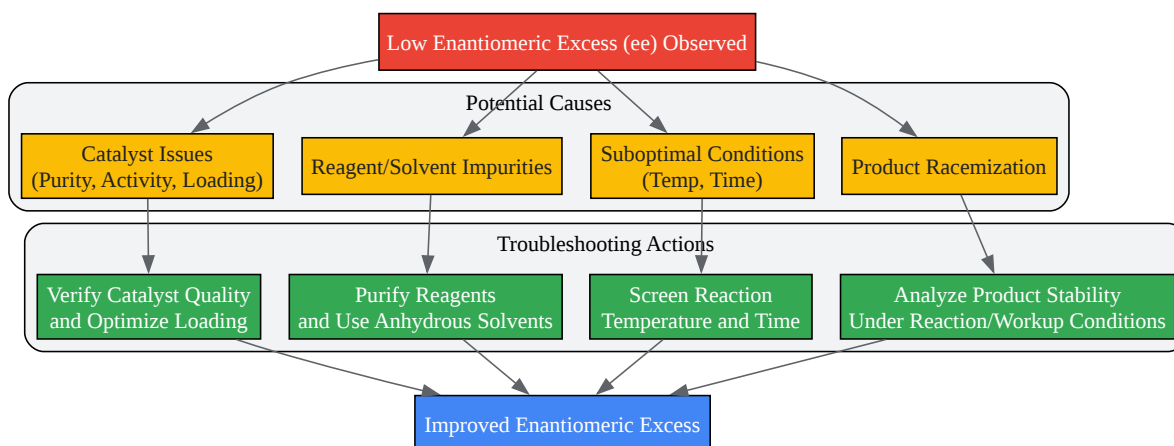 Low Enantiomeric Excess (ee) Observed
Potential Causes
Catalyst Issues
(Purity, Activity, Loading)
Reagent/Solvent Impurities
Suboptimal Conditions
(Temp, Time)
Product Racemization
Troubleshooting Actions
Verify Catalyst Quality
and Optimize Loading
Purify Reagents
and Use Anhydrous Solvents
Screen Reaction
Temperature and Time
Analyze Product Stability
Under Reaction/Workup Conditions
Improved Enantiomeric Excess